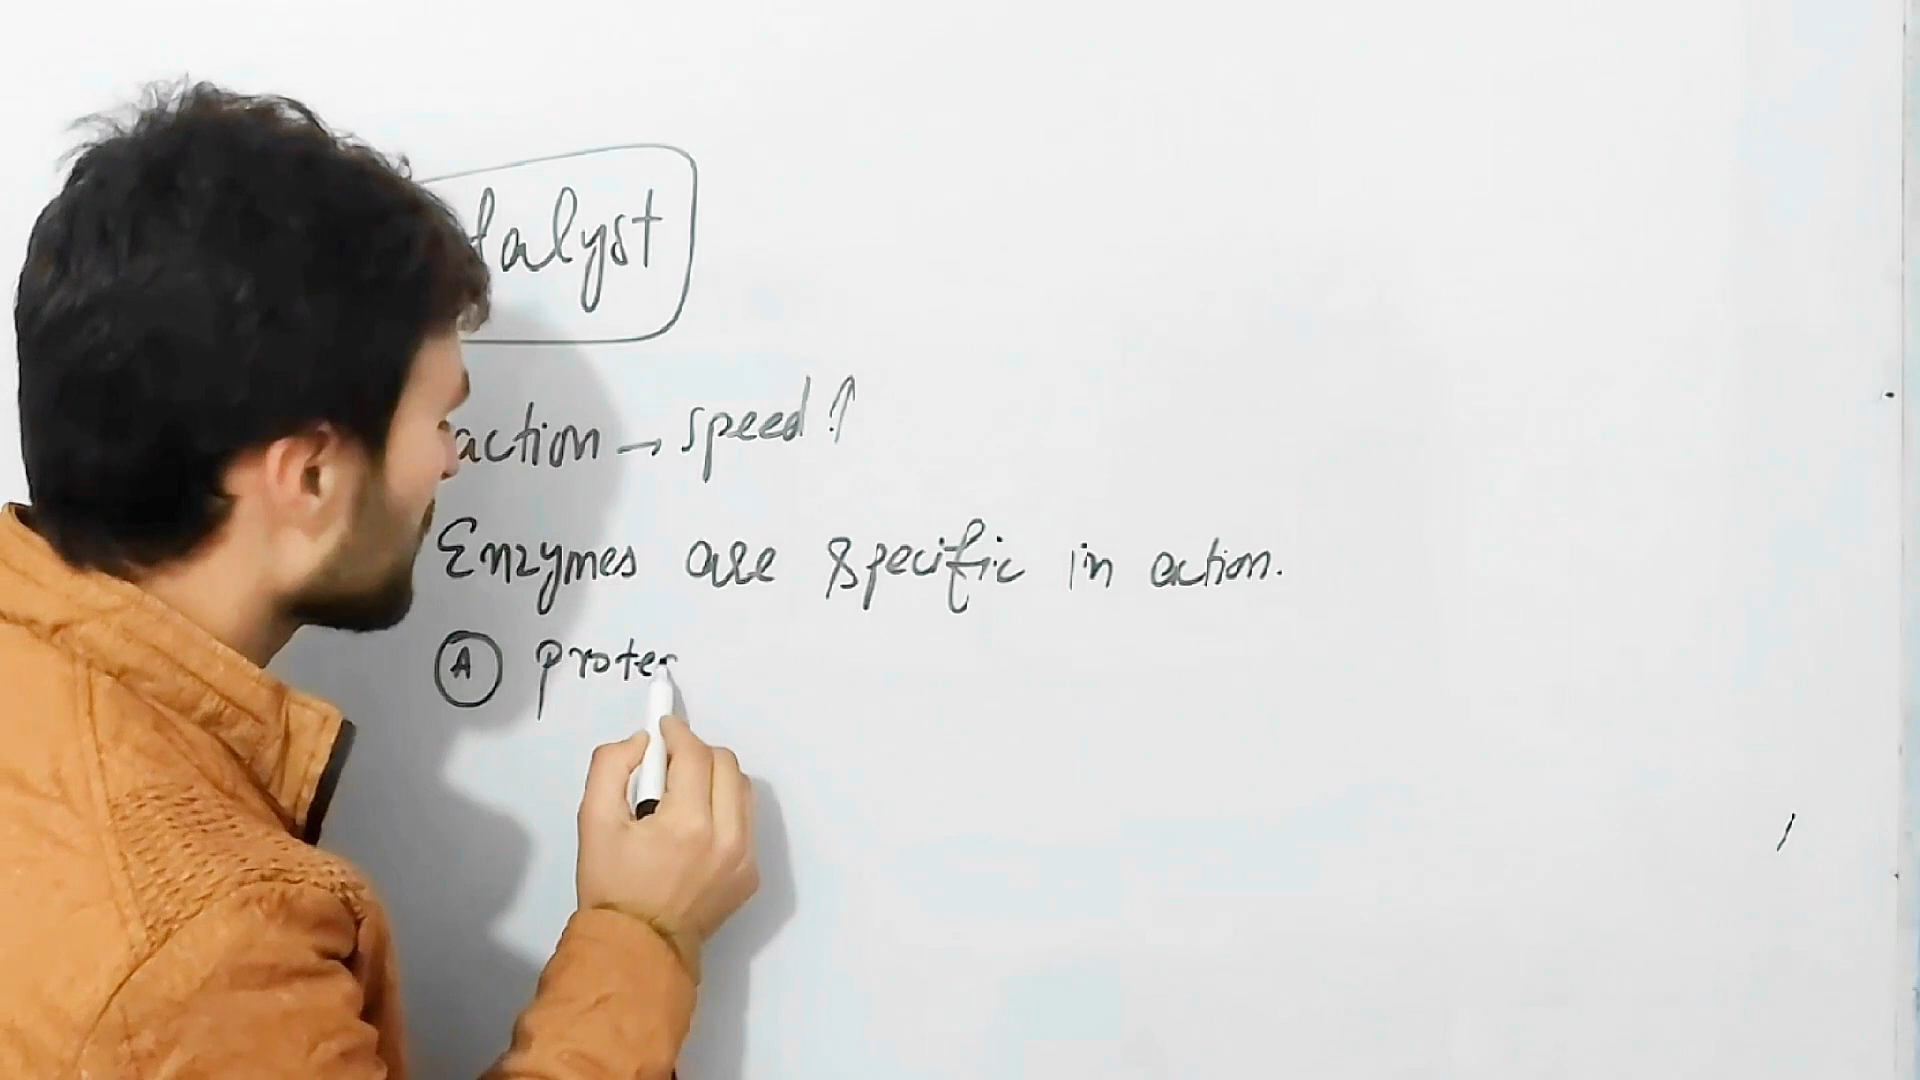 talyst
action → speed ↑
Enzymes are specific in action.
Ⓐ prote